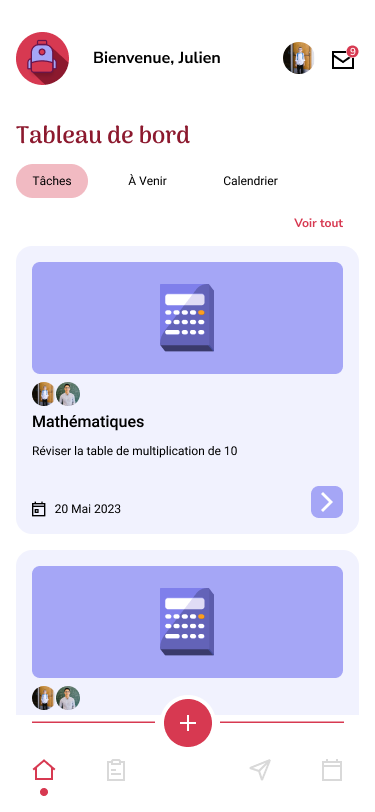 Bienvenue, Julien
9
Tableau de bord
Tâches
À Venir
Calendrier
Voir tout
Mathématiques
Réviser la table de multiplication de 10
20 Mai 2023